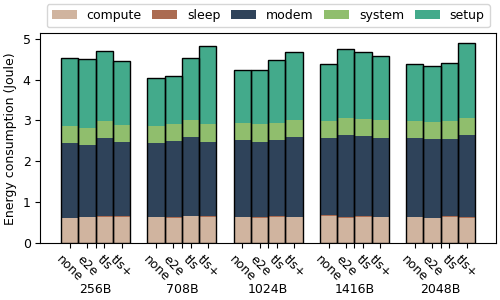 compute sleep modem system setup
Energy consumption (Joule)
5
4
3
2
1
0
none e2e tls tls+ none e2e tls tls+ none e2e tls tls+ none e2e tls tls+ none e2e tls tls+
256B 708B 1024B 1416B 2048B